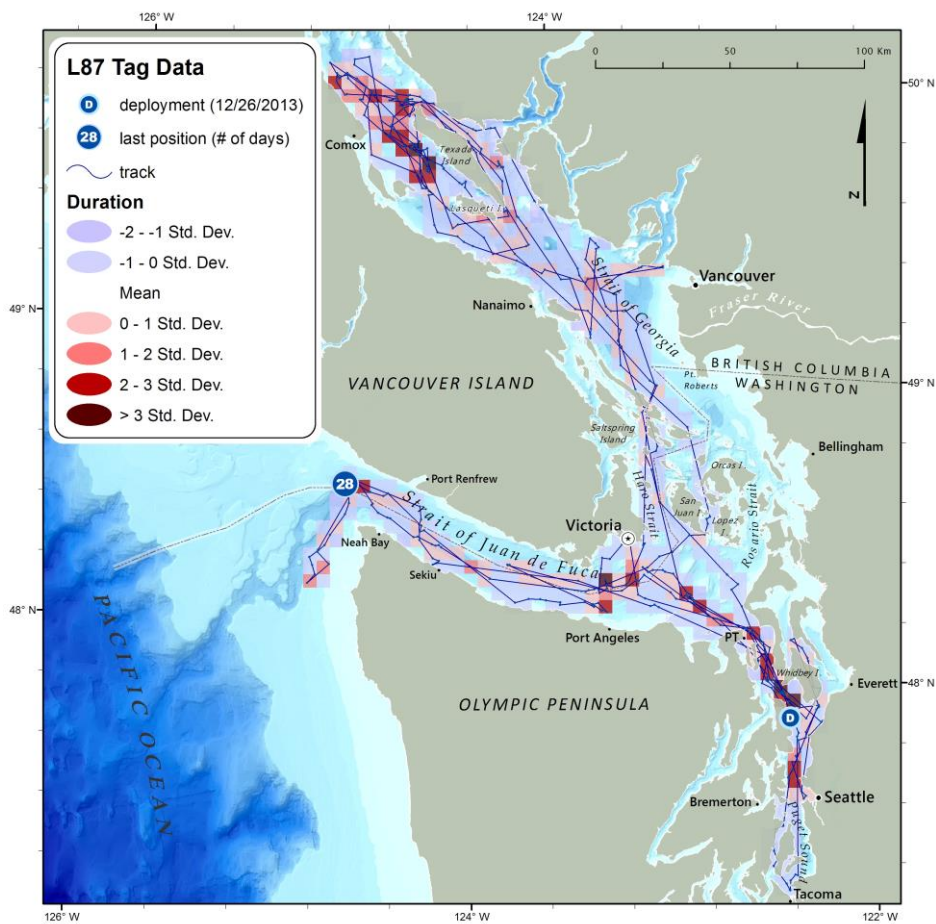 126° W
124° W
L87 Tag Data
D
deployment (12/26/2013)
28
last position (# of days)
track
Duration
-2 - -1 Std. Dev.
-1 - 0 Std. Dev.
Mean
0 - 1 Std. Dev.
1 - 2 Std. Dev.
2 - 3 Std. Dev.
> 3 Std. Dev.
0
50
100 Km
50° N
N
Comox
Texada
Island
Lasqueti I.
Strait of Georgia
Vancouver
Fraser River
49° N
Nanaimo
BRITISH COLUMBIA
WASHINGTON
Pt.
Roberts
49° N
VANCOUVER ISLAND
Saltspring
Island
Bellingham
Orcas I.
Haro Strait
San
Juan I.
Lopez
I.
Rosario Strait
28
Port Renfrew
Victoria
Neah Bay
Strait of Juan de Fuca
Sekiu
48° N
Port Angeles
PT
PACIFIC OCEAN
Whidbey I.
Everett
48° N
OLYMPIC PENINSULA
D
Bremerton
Seattle
Puget Sound
Tacoma
126° W
124° W
122° W